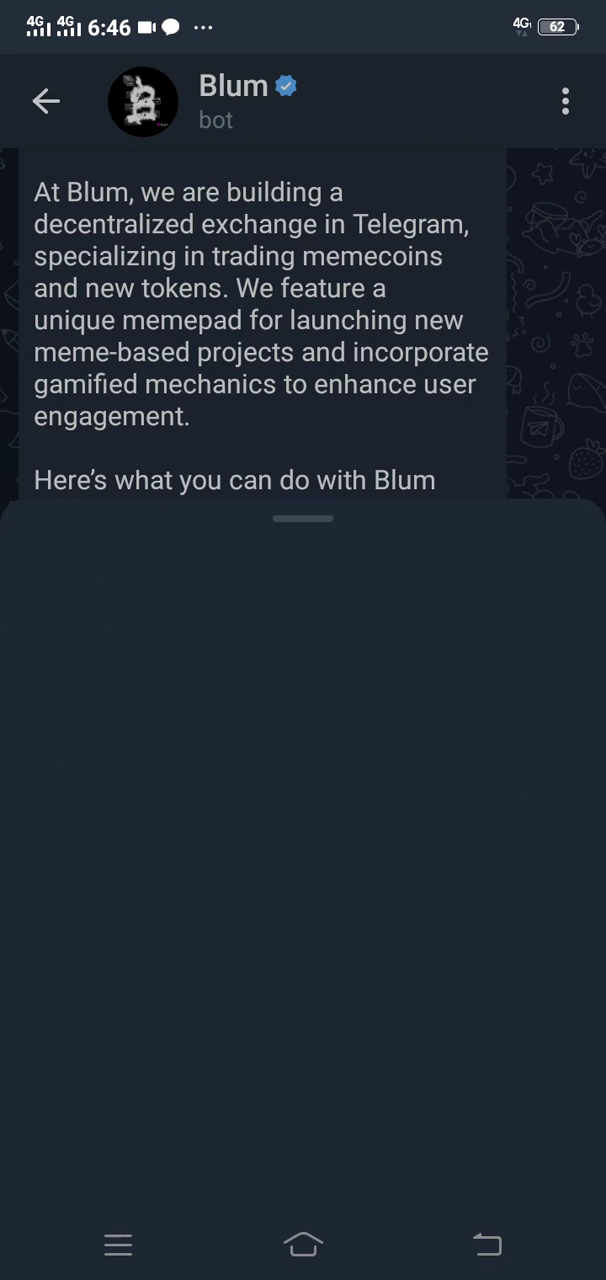 4G 4G 6:46 ... 4G 62
Blum
bot
At Blum, we are building a
decentralized exchange in Telegram,
specializing in trading memecoins
and new tokens. We feature a
unique memepad for launching new
meme-based projects and incorporate
gamified mechanics to enhance user
engagement.
Here’s what you can do with Blum